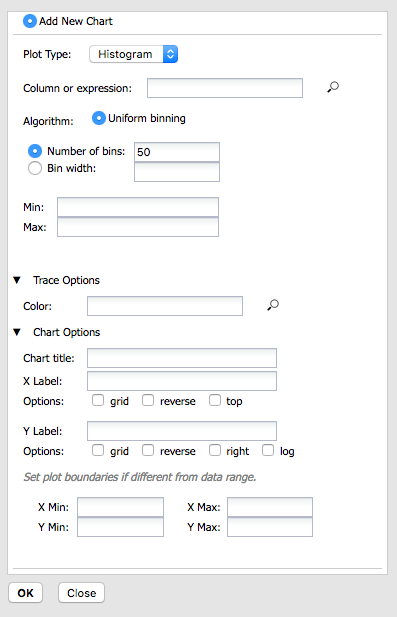 Add New Chart
Plot Type: Histogram
Column or expression:
Algorithm: Uniform binning
Number of bins: 50
Bin width:
Min:
Max:
Trace Options
Color:
Chart Options
Chart title:
X Label:
Options: grid reverse top
Y Label:
Options: grid reverse right log
Set plot boundaries if different from data range.
X Min: X Max:
Y Min: Y Max:
OK Close